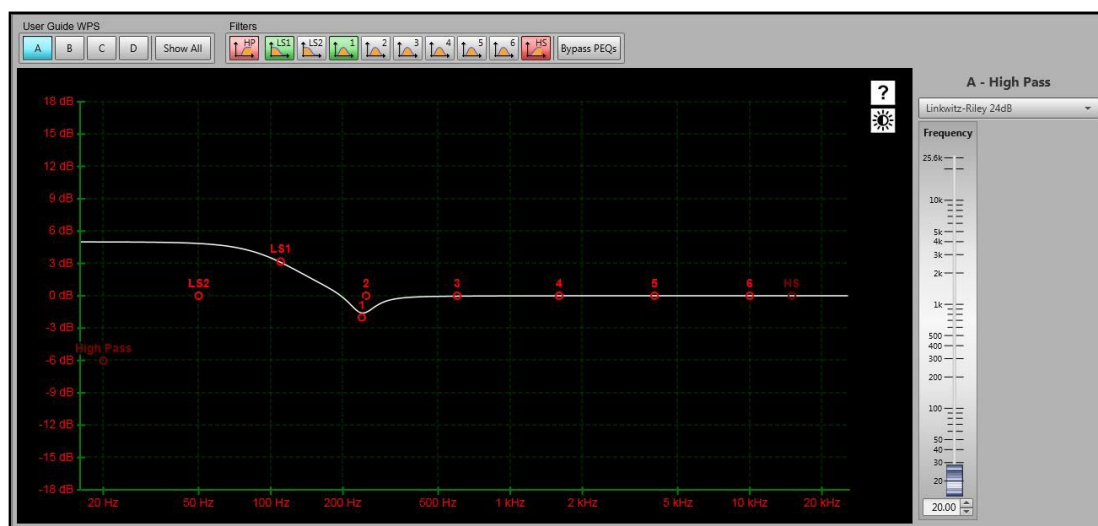 User Guide WPS Filters
A B C D Show All HP LS1 LS2 1 2 3 4 5 6 HS Bypass PEQs
?
A - High Pass
Linkwitz-Riley 24dB
Frequency
18 dB
15 dB
12 dB
9 dB
6 dB
3 dB
0 dB
-3 dB
-6 dB
-9 dB
-12 dB
-15 dB
-18 dB
LS1
LS2 2 3 4 5 6 HS
1
High Pass
20 Hz 50 Hz 100 Hz 200 Hz 500 Hz 1 kHz 2 kHz 5 kHz 10 kHz 20 kHz
25.6k
10k
5k
4k
3k
2k
1k
500
400
300
200
100
50
40
30
20
20.00